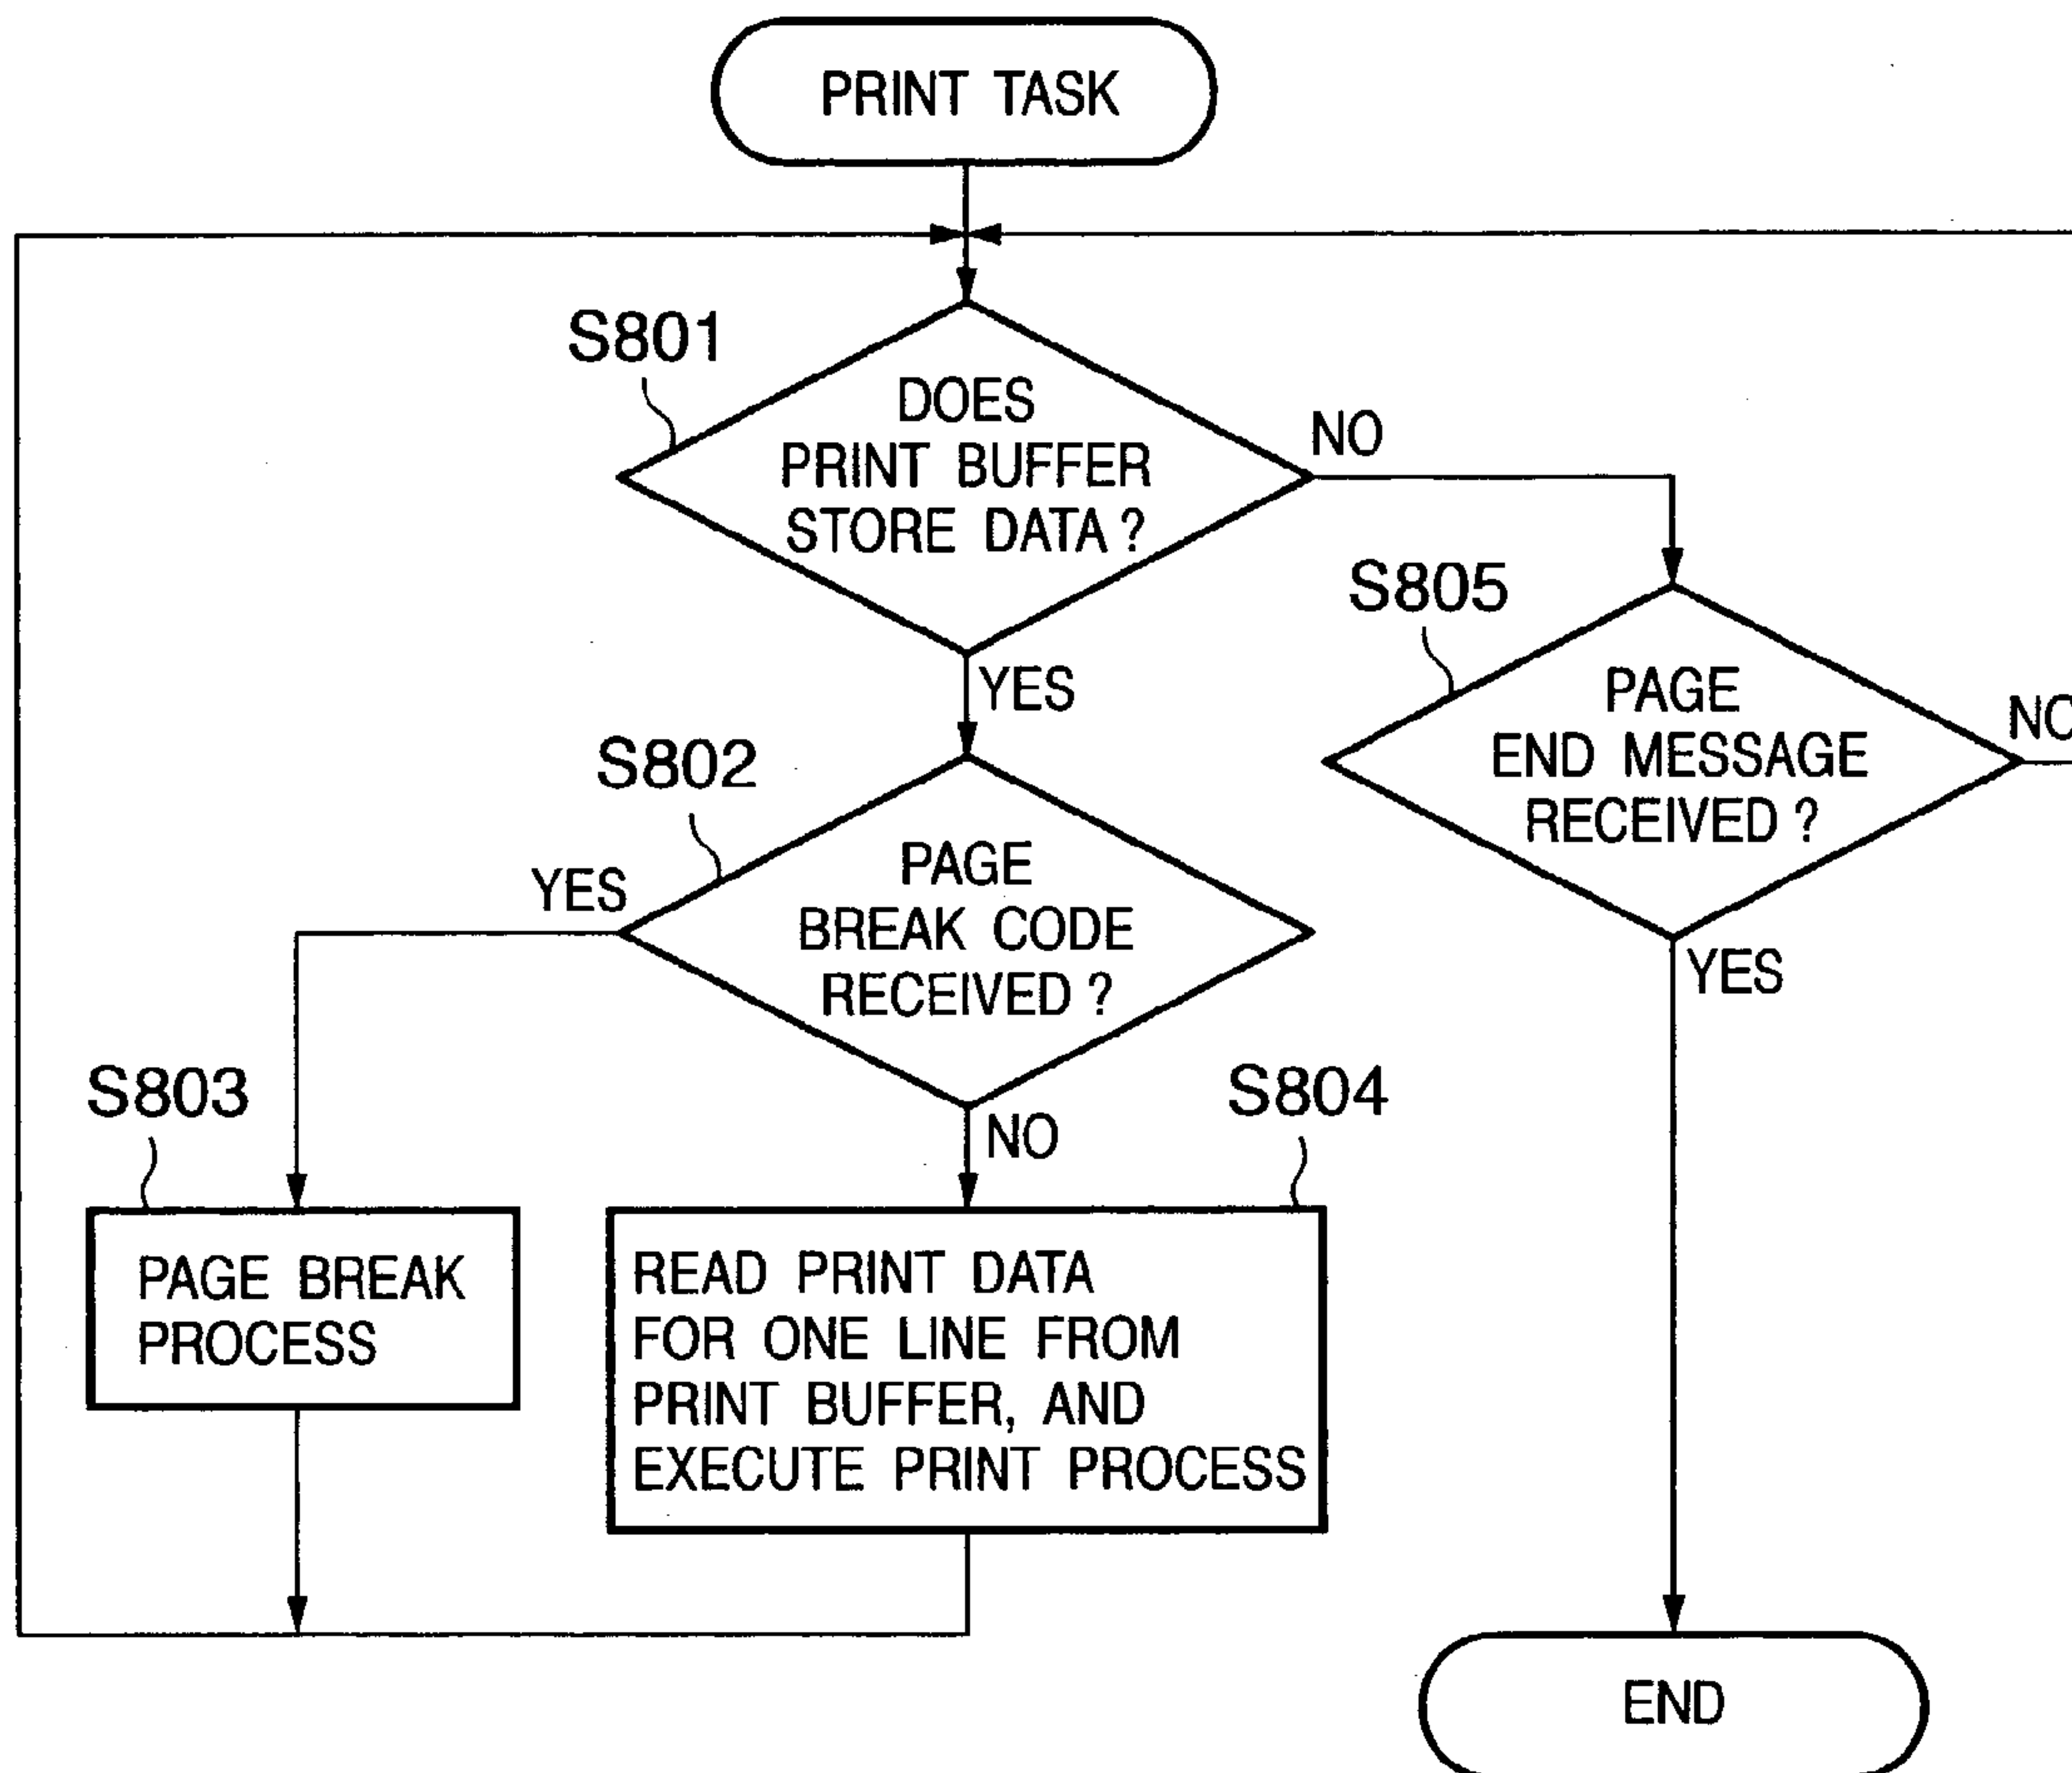 PRINT TASK
S801
DOES
PRINT BUFFER
STORE DATA ?
NO
YES
S805
PAGE
END MESSAGE
RECEIVED ?
NO
YES
S802
PAGE
BREAK CODE
RECEIVED ?
YES
NO
S803
PAGE BREAK
PROCESS
S804
READ PRINT DATA
FOR ONE LINE FROM
PRINT BUFFER, AND
EXECUTE PRINT PROCESS
END